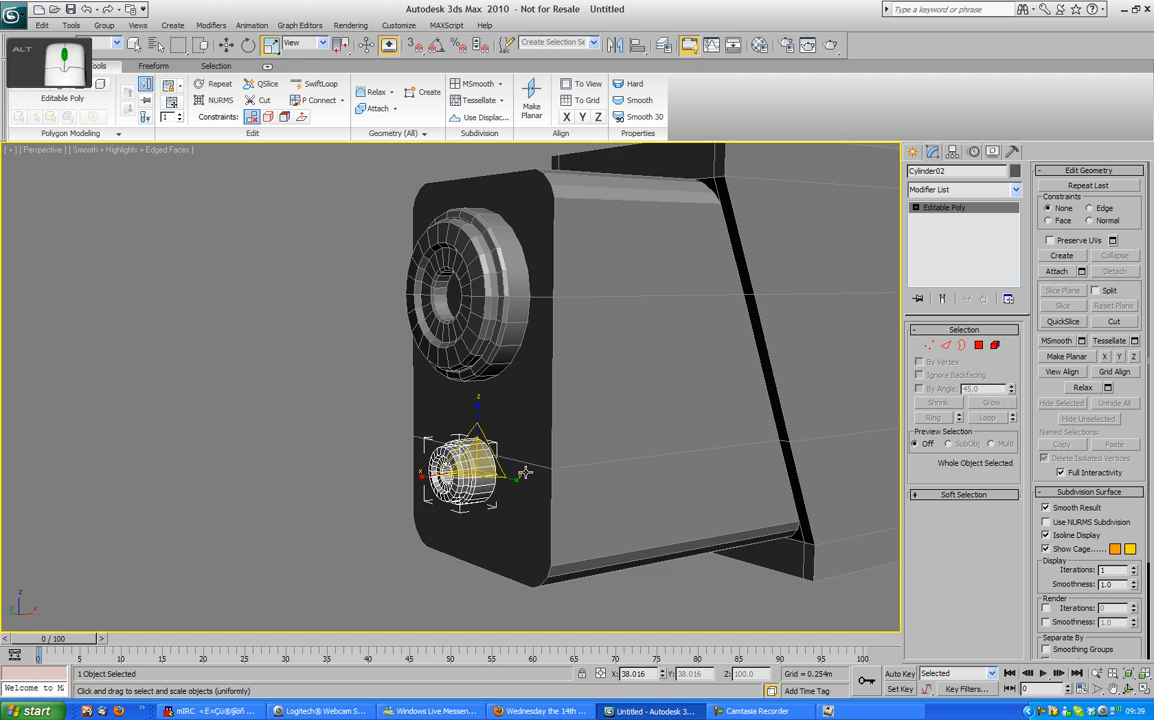 Autodesk 3ds Max 2010 - Not for Resale Untitled
Type a keyword or phrase
Edit Tools Group Views Create Modifiers Animation Graph Editors Rendering Customize MAXScript Help
ALT
View
Create Selection Se
Tools Freeform Selection
Editable Poly
Polygon Modeling
Repeat QSlice SwiftLoop
NURMS Cut P Connect
1 Constraints:
Edit
Relax Create
Attach
Geometry (All)
MSmooth
Tessellate
Use Displac...
Subdivision
Make Planar
To View
To Grid
X Y Z
Align
Hard
Smooth
Smooth 30
Properties
[ + ] [ Perspective ] [ Smooth + Highlights + Edged Faces ]
z
x
z
x
Cylinder02
Modifier List
Editable Poly
Selection
By Vertex
Ignore Backfacing
By Angle: 45.0
Shrink Grow
Ring Loop
Preview Selection
Off SubObj Multi
Whole Object Selected
Soft Selection
Edit Geometry
Repeat Last
Constraints
None Edge
Face Normal
Preserve UVs
Create Collapse
Attach Detach
Slice Plane Split
Slice Reset Plane
QuickSlice Cut
MSmooth Tessellate
Make Planar X Y Z
View Align Grid Align
Relax
Hide Selected Unhide All
Hide Unselected
Named Selections:
Copy Paste
Delete Isolated Vertices
Full Interactivity
Subdivision Surface
Smooth Result
Use NURMS Subdivision
Isoline Display
Show Cage......
Display
Iterations: 1
Smoothness: 1.0
Render
Iterations: 0
Smoothness: 1.0
Separate By
Smoothing Groups
0 / 100
0 5 10 15 20 25 30 35 40 45 50 55 60 65 70 75 80 85 90 95 100
1 Object Selected
X: 38.016 Y: 38.016 Z: 100.0
Grid = 0.254m
Auto Key Selected
Welcome to M
Click and drag to select and scale objects (uniformly)
Add Time Tag
Set Key Key Filters... 0
start
Logitech Webcam S...
Windows Live Messen...
Wednesday the 14th ...
Untitled - Autodesk 3...
Camtasia Recorder
09:39